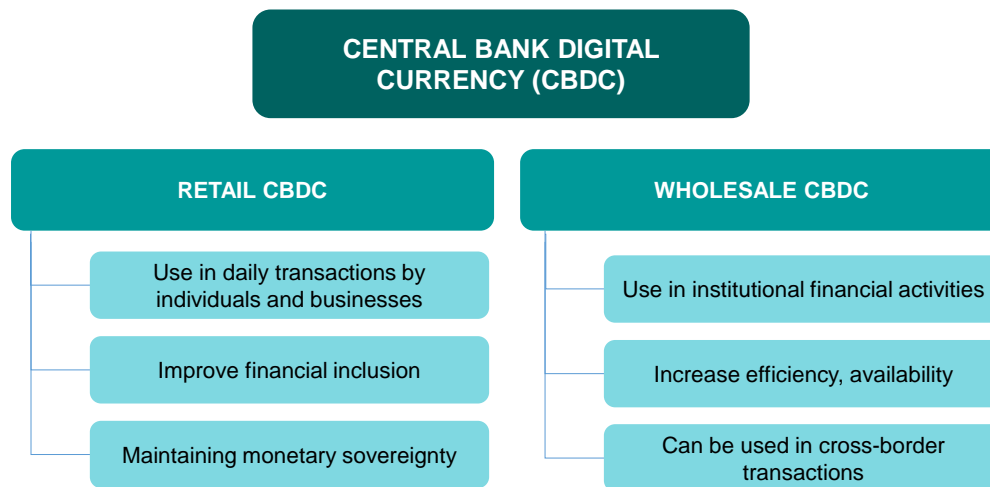 CENTRAL BANK DIGITAL
CURRENCY (CBDC)
RETAIL CBDC
Use in daily transactions by
individuals and businesses
Improve financial inclusion
Maintaining monetary sovereignty
WHOLESALE CBDC
Use in institutional financial activities
Increase efficiency, availability
Can be used in cross-border
transactions